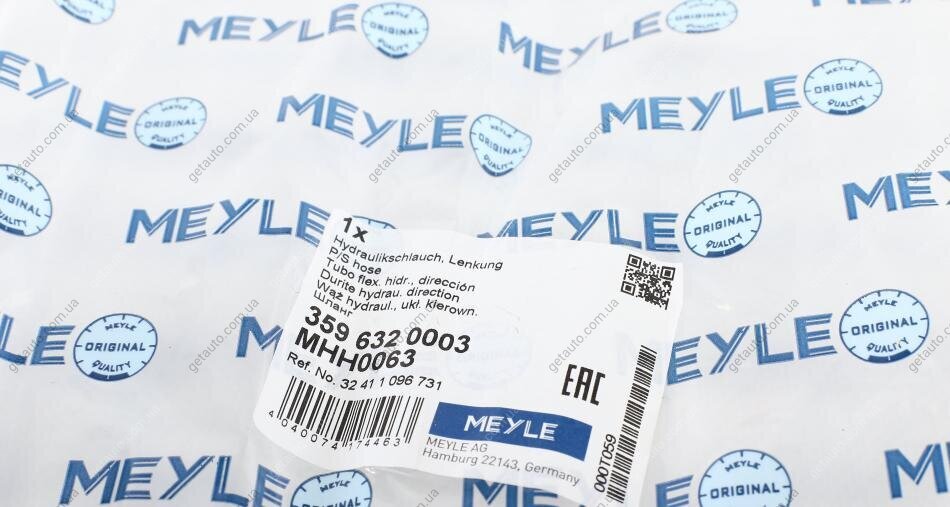 MEYLE
MEYLE ORIGINAL QUALITY
getauto.com.ua
1x
Hydraulikschlauch, Lenkung
P/S hose
Tubo flex. hidr., dirección
Durite hydrau. direction
Wąż hydraul., ukł. kierown.
Шланг
359 632 0003
MHH0063
Ref. No. 32 41 1 096 731
4 040074 174463
EAC
MEYLE
MEYLE AG
Hamburg 22143, Germany
0001059